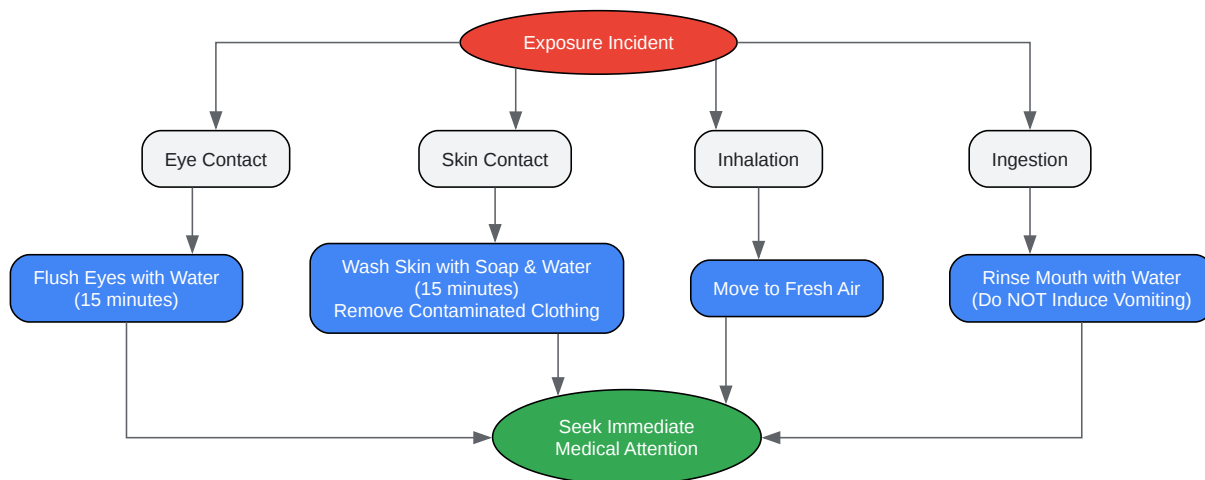 Exposure Incident
Eye Contact
Skin Contact
Inhalation
Ingestion
Flush Eyes with Water
(15 minutes)
Wash Skin with Soap & Water
(15 minutes)
Remove Contaminated Clothing
Move to Fresh Air
Rinse Mouth with Water
(Do NOT Induce Vomiting)
Seek Immediate
Medical Attention